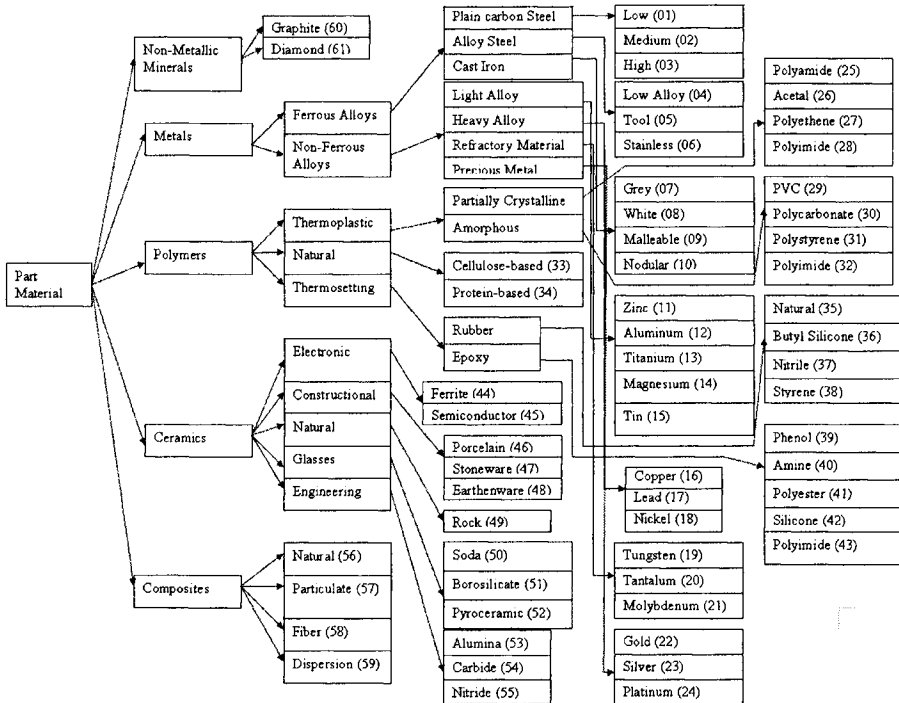 Part
Material
Non-Metallic
Minerals
Metals
Polymers
Ceramics
Composites
Graphite (60)
Diamond (61)
Ferrous Alloys
Non-Ferrous
Alloys
Thermoplastic
Natural
Thermosetting
Electronic
Constructional
Natural
Glasses
Engineering
Natural (56)
Particulate (57)
Fiber (58)
Dispersion (59)
Plain carbon Steel
Alloy Steel
Cast Iron
Light Alloy
Heavy Alloy
Refractory Material
Precious Metal
Partially Crystalline
Amorphous
Cellulose-based (33)
Protein-based (34)
Rubber
Epoxy
Ferrite (44)
Semiconductor (45)
Porcelain (46)
Stoneware (47)
Earthenware (48)
Rock (49)
Soda (50)
Borosilicate (51)
Pyroceramic (52)
Alumina (53)
Carbide (54)
Nitride (55)
Low (01)
Medium (02)
High (03)
Low Alloy (04)
Tool (05)
Stainless (06)
Grey (07)
White (08)
Malleable (09)
Nodular (10)
Zinc (11)
Aluminum (12)
Titanium (13)
Magnesium (14)
Tin (15)
Copper (16)
Lead (17)
Nickel (18)
Tungsten (19)
Tantalum (20)
Molybdenum (21)
Gold (22)
Silver (23)
Platinum (24)
Polyamide (25)
Acetal (26)
Polyethene (27)
Polyimide (28)
PVC (29)
Polycarbonate (30)
Polystyrene (31)
Polyimide (32)
Natural (35)
Butyl Silicone (36)
Nitrile (37)
Styrene (38)
Phenol (39)
Amine (40)
Polyester (41)
Silicone (42)
Polyimide (43)